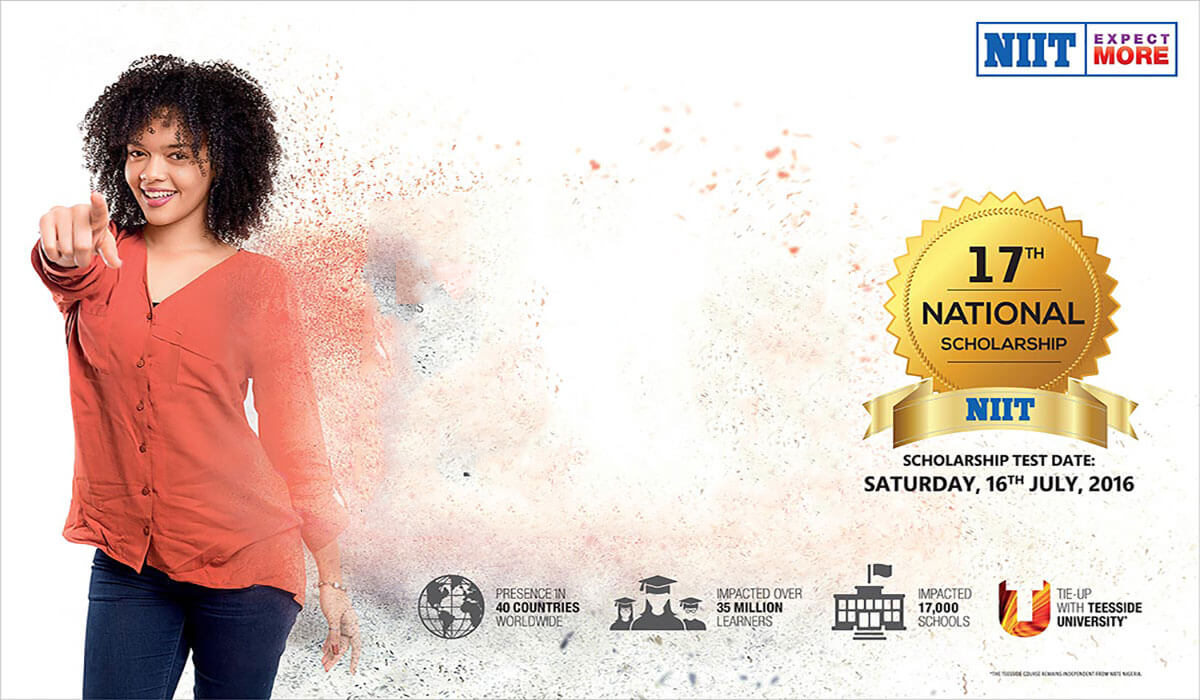 NIIT
EXPECT
MORE
17TH
NATIONAL
SCHOLARSHIP
NIIT
SCHOLARSHIP TEST DATE:
SATURDAY, 16TH JULY, 2016
PRESENCE IN
40 COUNTRIES
WORLDWIDE
IMPACTED OVER
35 MILLION
LEARNERS
IMPACTED
17,000
SCHOOLS
T
TIE-UP
WITH TEESSIDE
UNIVERSITY*
*THE TEESSIDE COURSE REMAINS INDEPENDENT FROM NBTE NIGERIA.